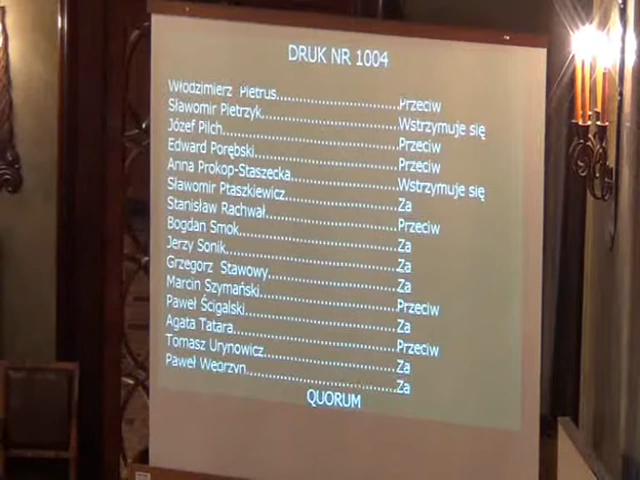 DRUK NR 1004
Włodzimierz Pietrus..............................Przeciw
Sławomir Pietrzyk..............................Wstrzymuje się
Józef Pilch..............................Przeciw
Edward Porębski..............................Przeciw
Anna Prokop-Staszecka..............................Wstrzymuje się
Sławomir Ptaszkiewicz..............................Za
Stanisław Rachwał..............................Przeciw
Bogdan Smok..............................Za
Jerzy Sonik..............................Za
Grzegorz Stawowy..............................Za
Marcin Szymański..............................Przeciw
Paweł Ścigalski..............................Za
Agata Tatara..............................Przeciw
Tomasz Urynowicz..............................Za
Paweł Węgrzyn..............................Za
QUORUM